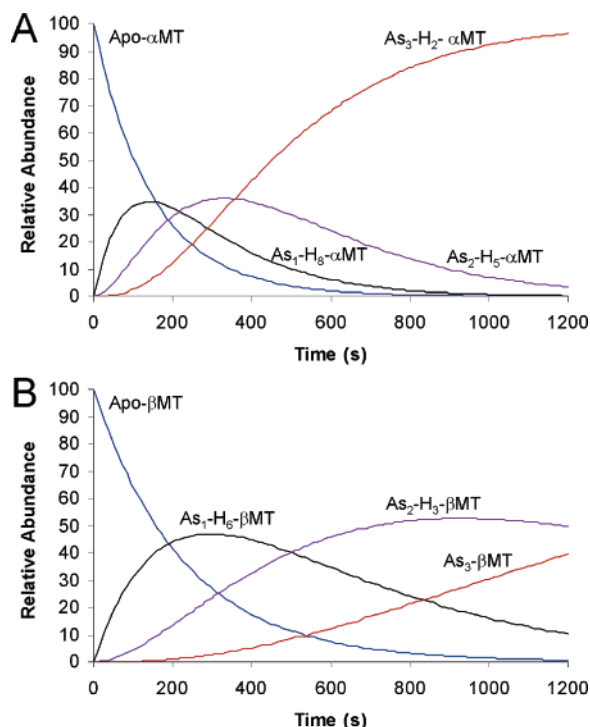 A
Relative Abundance
100
90
80
70
60
50
40
30
20
10
0
Apo-αMT
As₃-H₂- αMT
As₁-H₈-αMT
As₂-H₅-αMT
0 200 400 600 800 1000 1200
Time (s)
B
Relative Abundance
100
90
80
70
60
50
40
30
20
10
0
Apo-βMT
As₁-H₆-βMT
As₂-H₃-βMT
As₃-βMT
0 200 400 600 800 1000 1200
Time (s)